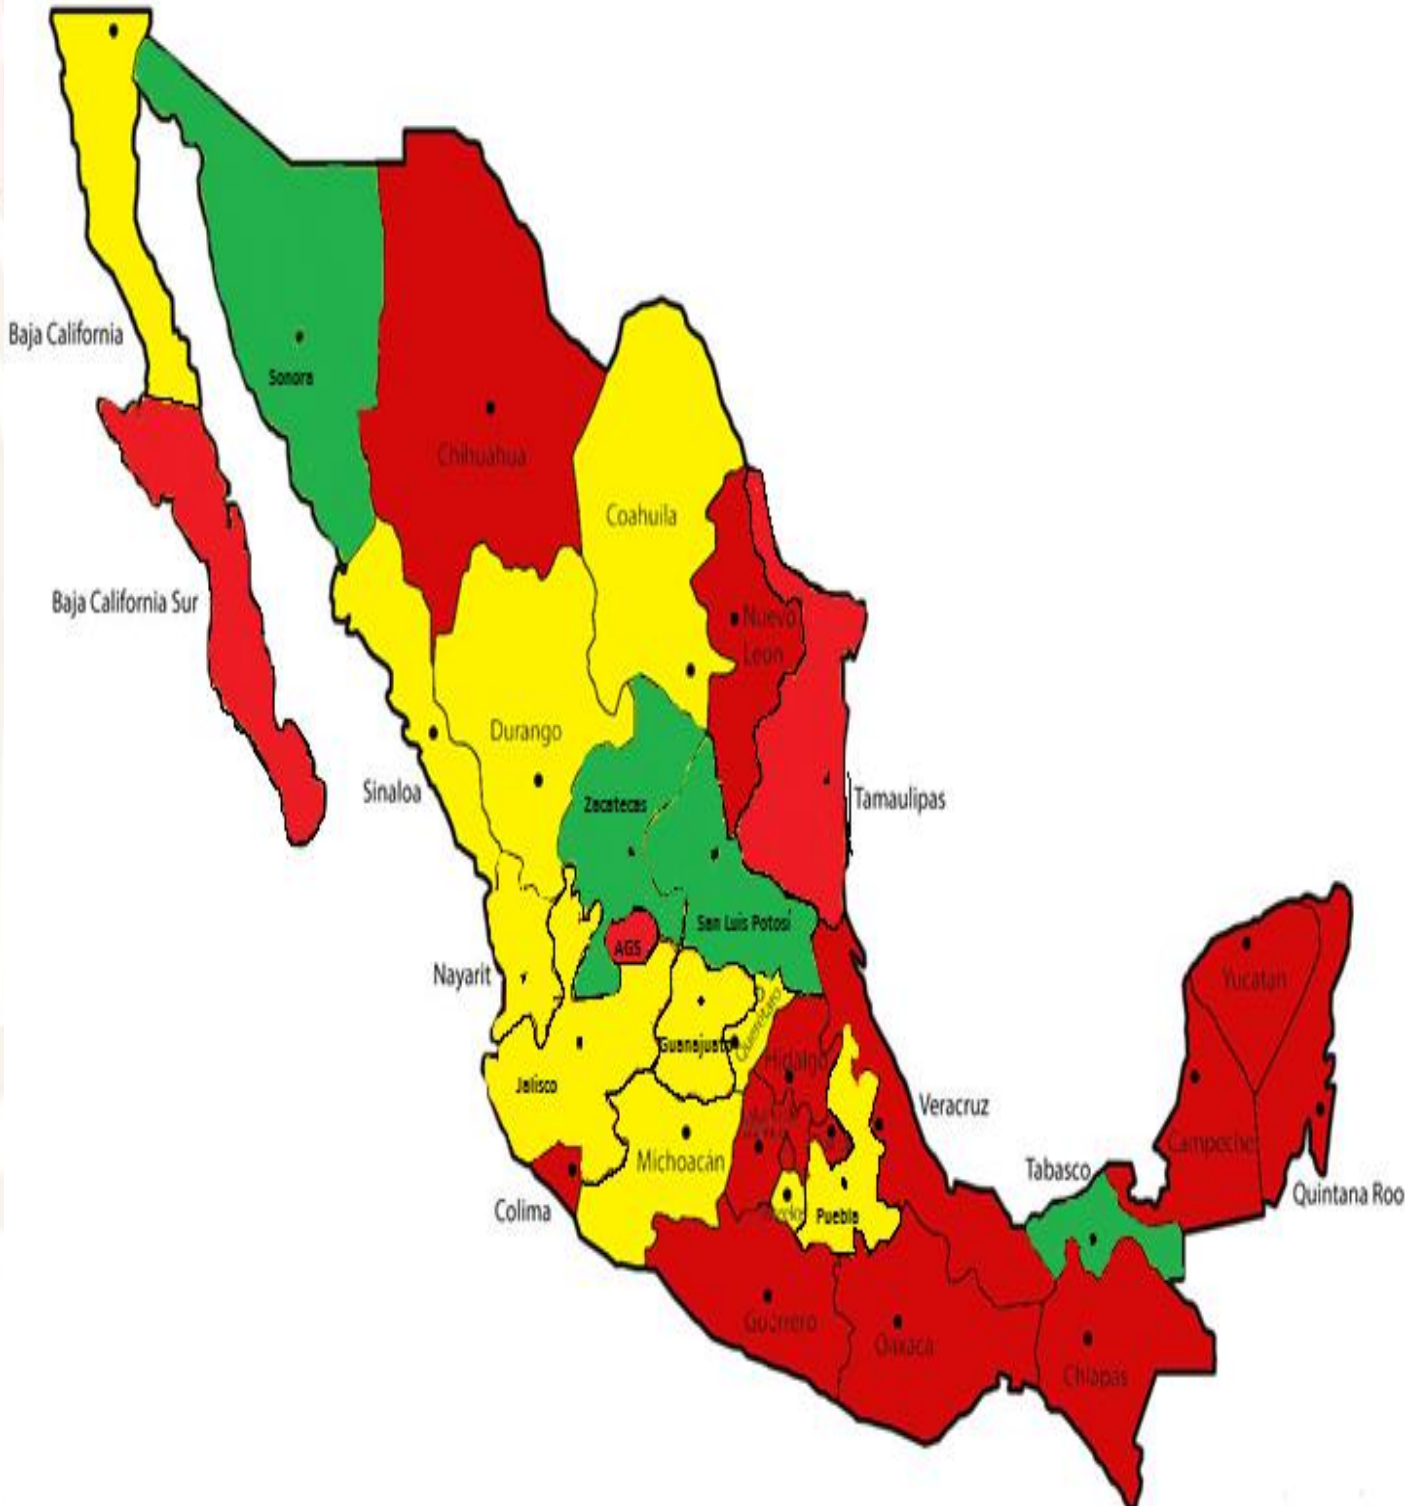 Baja California
Sonora
Chihuahua
Coahuila
Baja California Sur
Nuevo
Leon
Durango
Sinaloa
Zacatecas
Tamaulipas
San Luis Potosí
AGS
Nayarit
Yucatan
Queretaro
Guanajuato
Hidalgo
Jalisco
Veracruz
Campeche
Michoacán
Tabasco
Quintana Roo
Colima
Puebla
Guerrero
Oaxaca
Chiapas